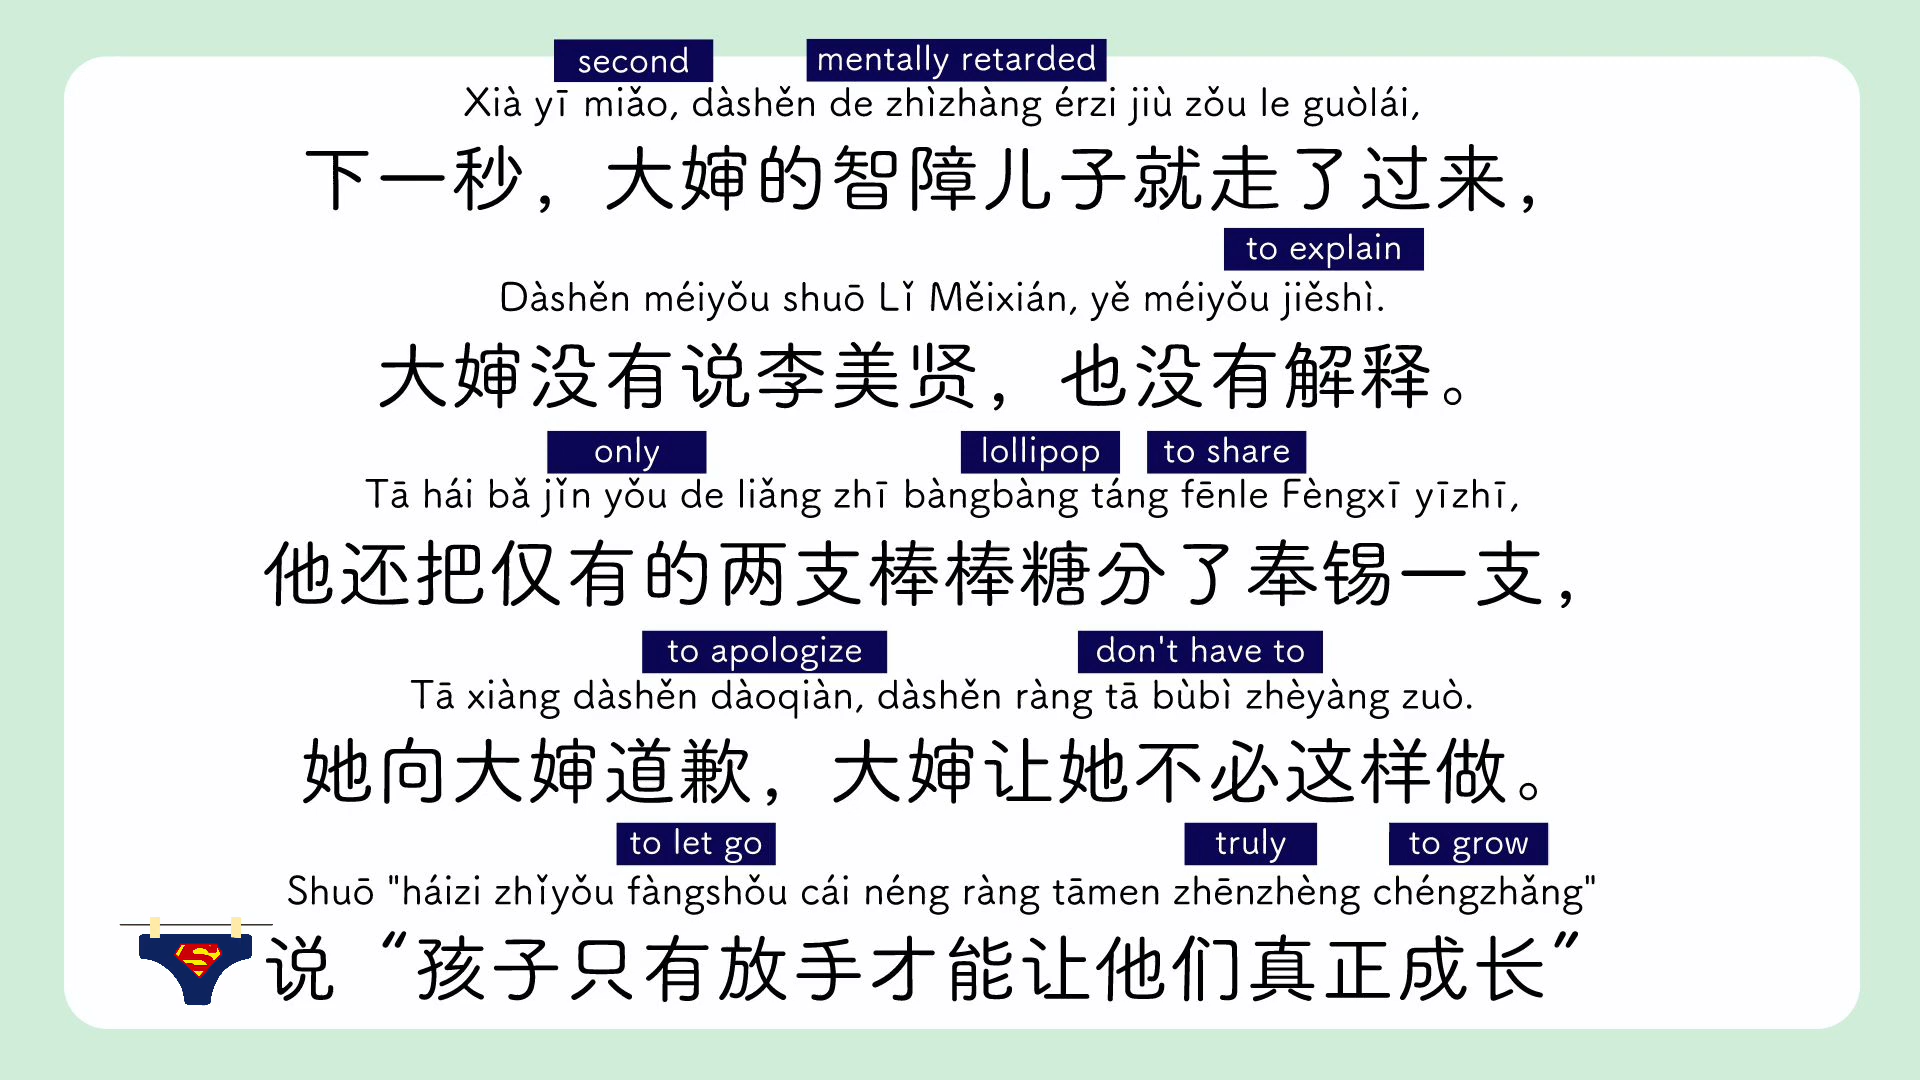 second mentally retarded
Xià yī miǎo, dàshěn de zhìzhàng érzi jiù zǒu le guòlái,
下一秒，大婶的智障儿子就走了过来，
to explain
Dàshěn méiyǒu shuō Lǐ Měixián, yě méiyǒu jiěshì.
大婶没有说李美贤，也没有解释。
only lollipop to share
Tā hái bǎ jǐn yǒu de liǎng zhī bàngbàng táng fēnle Fèngxī yīzhī,
他还把仅有的两支棒棒糖分了奉锡一支，
to apologize don't have to
Tā xiàng dàshěn dàoqiàn, dàshěn ràng tā bùbì zhèyàng zuò.
她向大婶道歉，大婶让她不必这样做。
to let go truly to grow
Shuō "háizi zhǐyǒu fàngshǒu cái néng ràng tāmen zhēnzhèng chéngzhǎng"
说“孩子只有放手才能让他们真正成长”